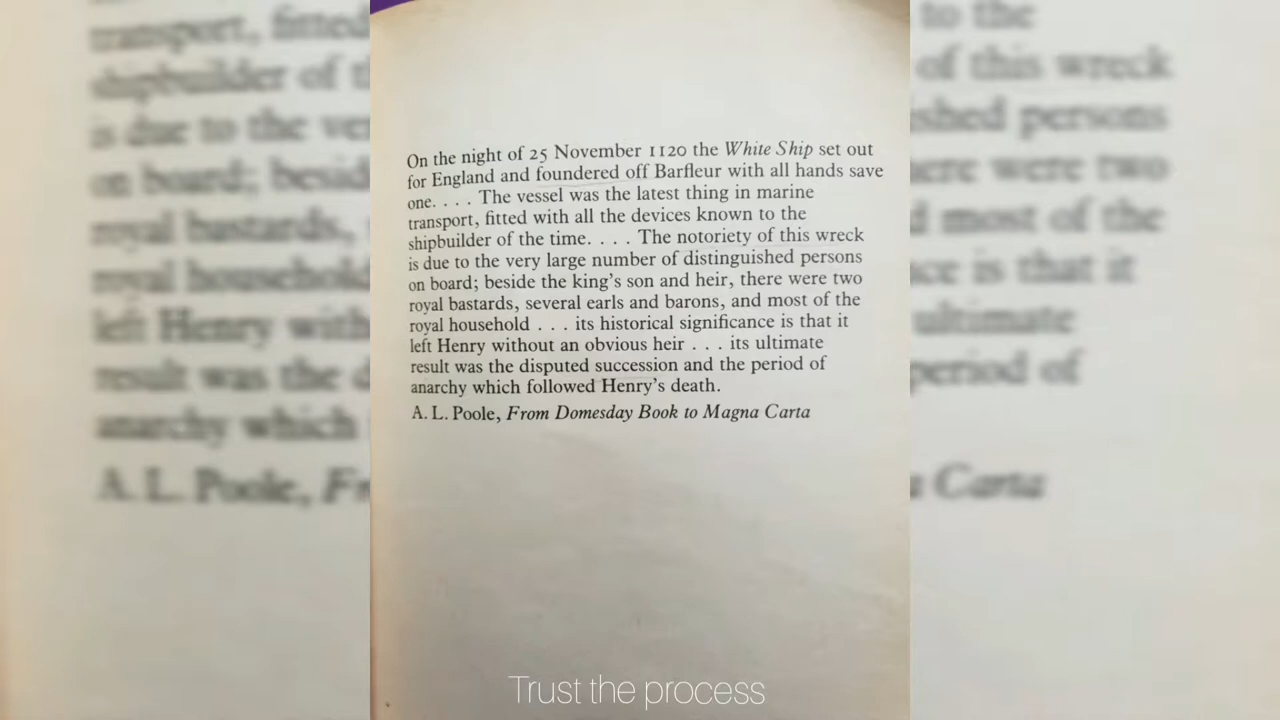 On the night of 25 November 1120 the White Ship set out
for England and foundered off Barfleur with all hands save
one. . . . The vessel was the latest thing in marine
transport, fitted with all the devices known to the
shipbuilder of the time. . . . The notoriety of this wreck
is due to the very large number of distinguished persons
on board; beside the king's son and heir, there were two
royal bastards, several earls and barons, and most of the
royal household . . . its historical significance is that it
left Henry without an obvious heir . . . its ultimate
result was the disputed succession and the period of
anarchy which followed Henry's death.
A. L. Poole, From Domesday Book to Magna Carta
Trust the process